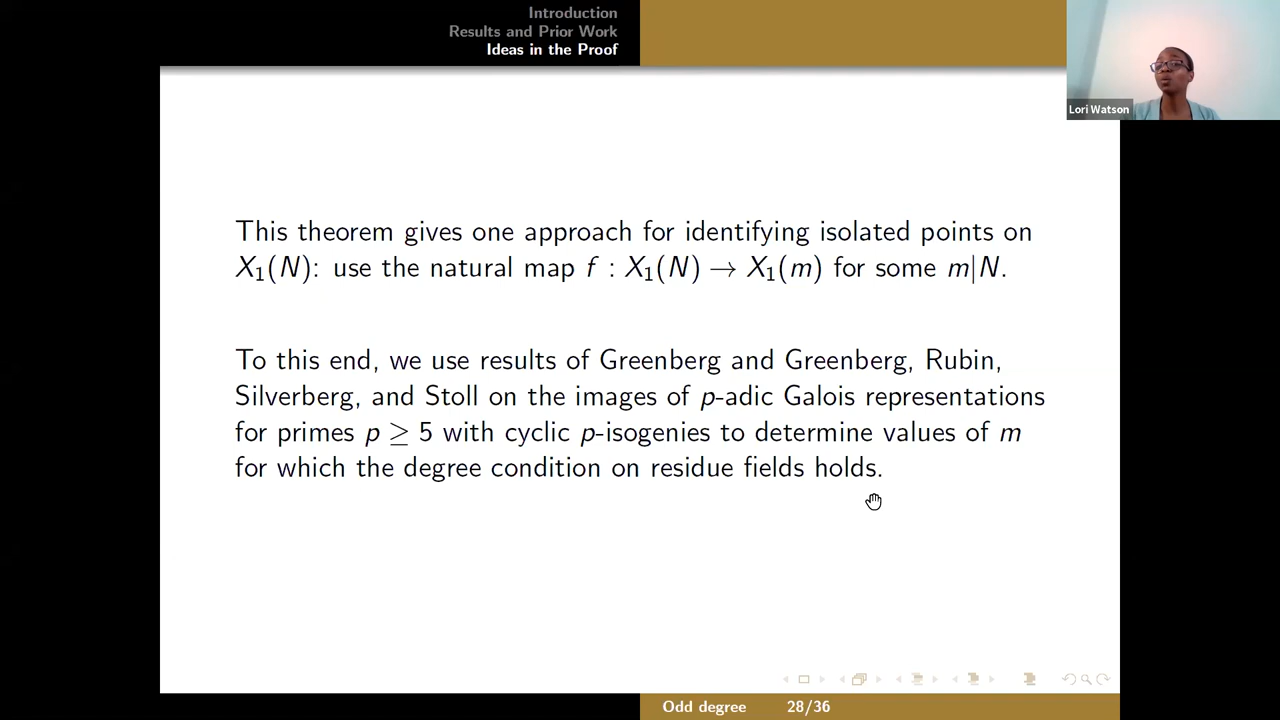 Introduction
Results and Prior Work
Ideas in the Proof
Lori Watson
This theorem gives one approach for identifying isolated points on
X₁(N): use the natural map f : X₁(N) → X₁(m) for some m|N.
To this end, we use results of Greenberg and Greenberg, Rubin,
Silverberg, and Stoll on the images of p-adic Galois representations
for primes p ≥ 5 with cyclic p-isogenies to determine values of m
for which the degree condition on residue fields holds.
Odd degree 28/36